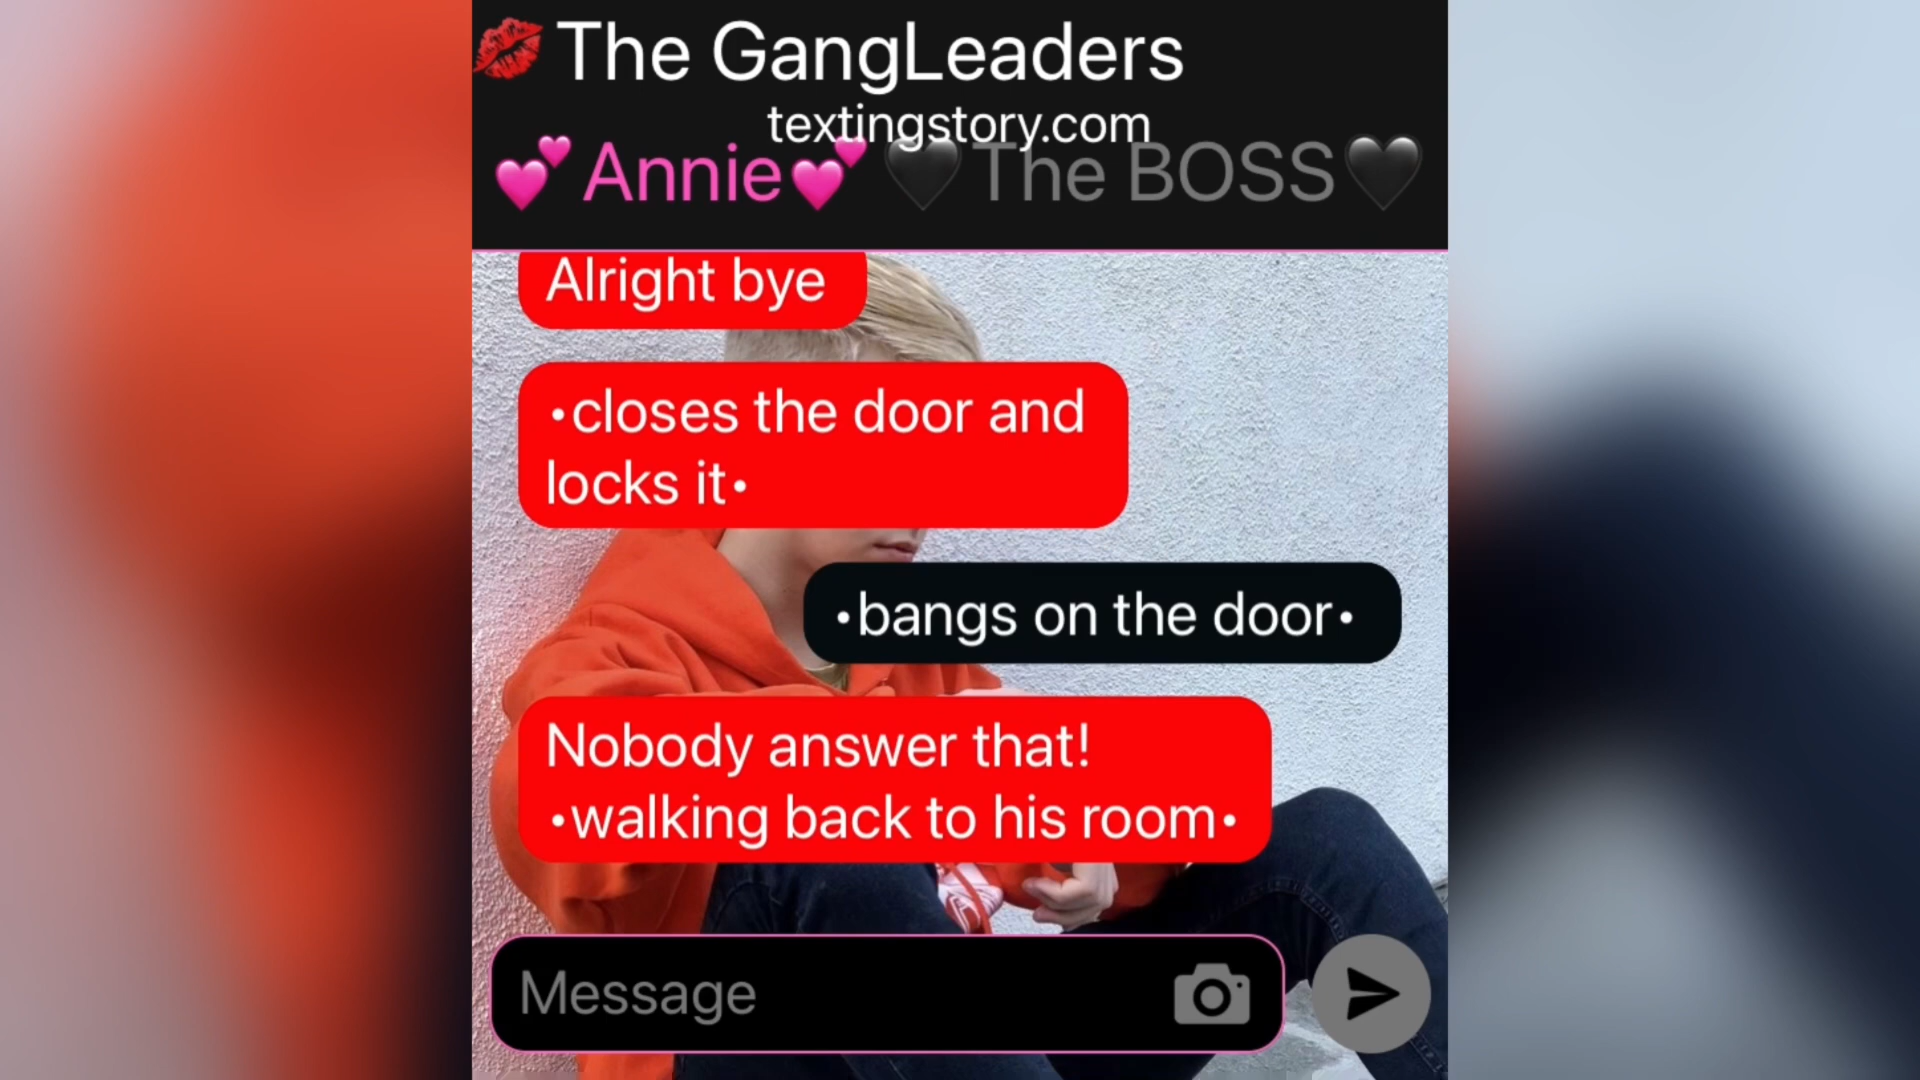 💋The GangLeaders
textingstory.com
💕Annie💕 🖤The BOSS🖤
Alright bye
•closes the door and
locks it•
•bangs on the door•
Nobody answer that!
•walking back to his room•
Message